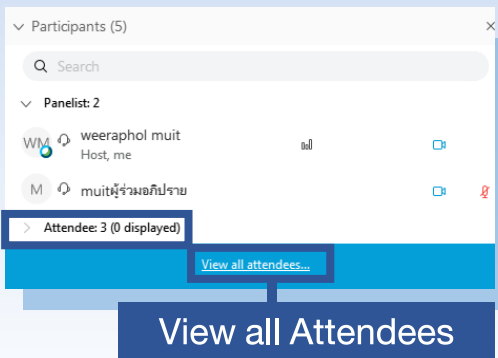 Participants (5)
Search
Panelist: 2
WM weeraphol muit
Host, me
M muitผู้ร่วมอภิปราย
Attendee: 3 (0 displayed)
View all attendees...
View all Attendees